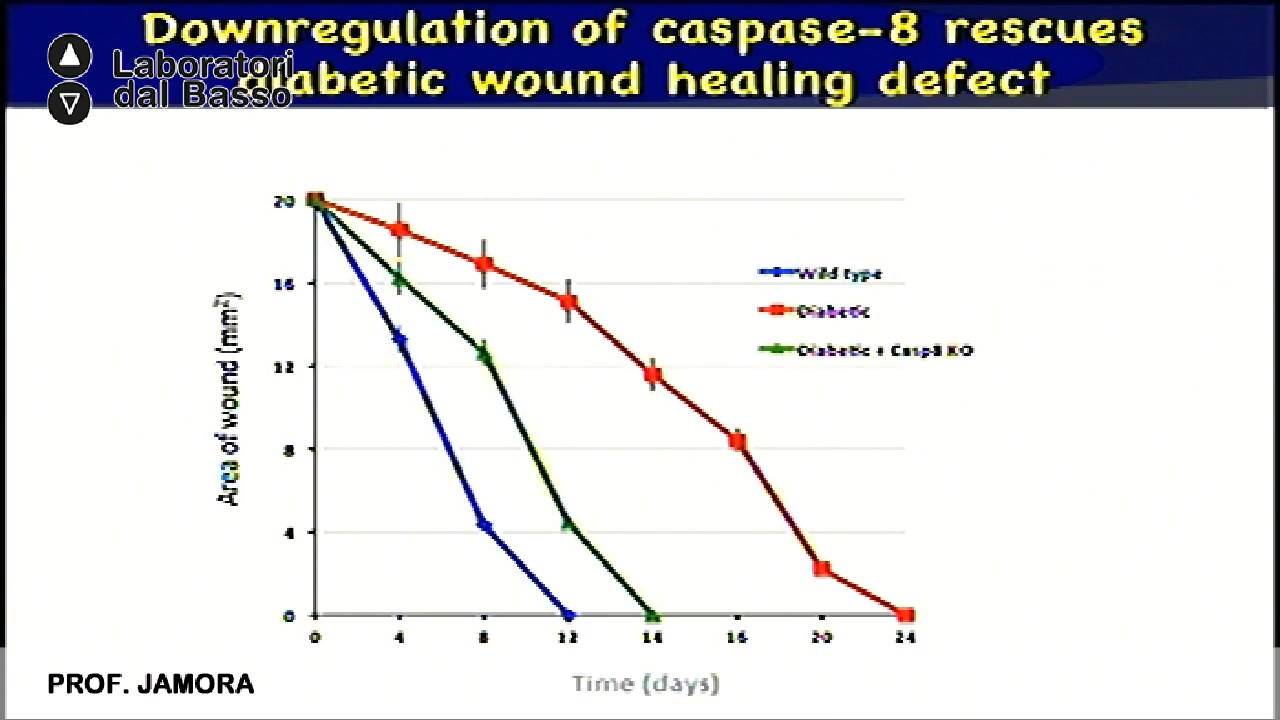 Downregulation of caspase-8 rescues
diabetic wound healing defect
Laboratori
dal Basso
Area of wound (mm²)
20
16
12
8
4
0
0 4 8 12 14 16 20 24
Time (days)
Wild type
Diabetic
Diabetic + Casp8 KO
PROF. JAMORA